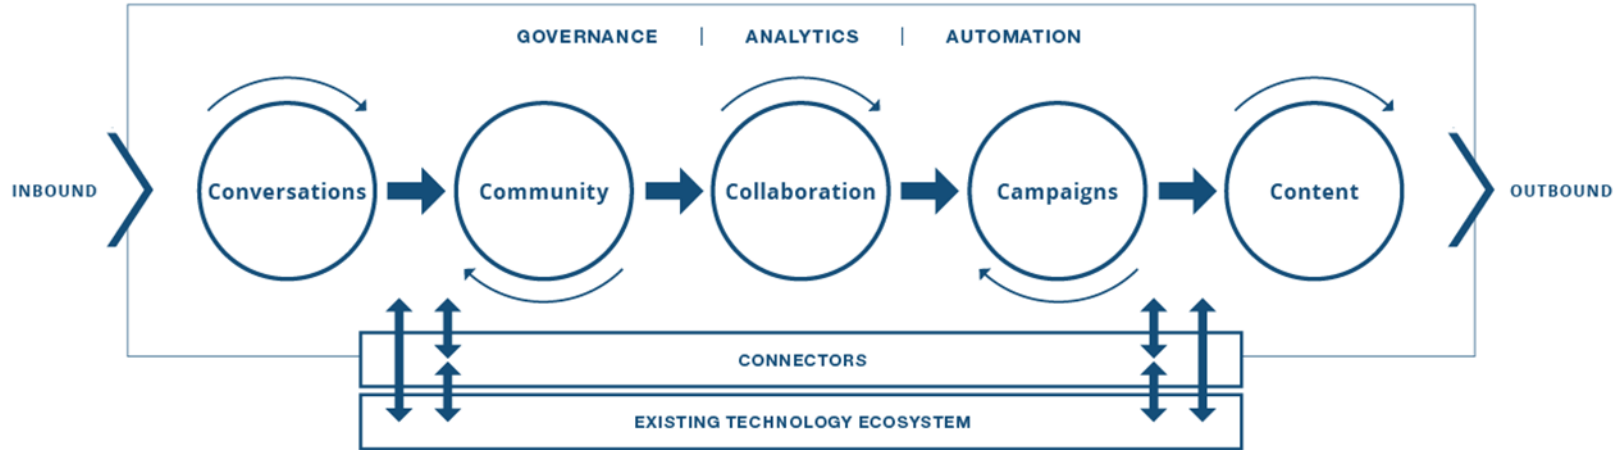 GOVERNANCE | ANALYTICS | AUTOMATION
INBOUND
Conversations
Community
Collaboration
Campaigns
Content
OUTBOUND
CONNECTORS
EXISTING TECHNOLOGY ECOSYSTEM